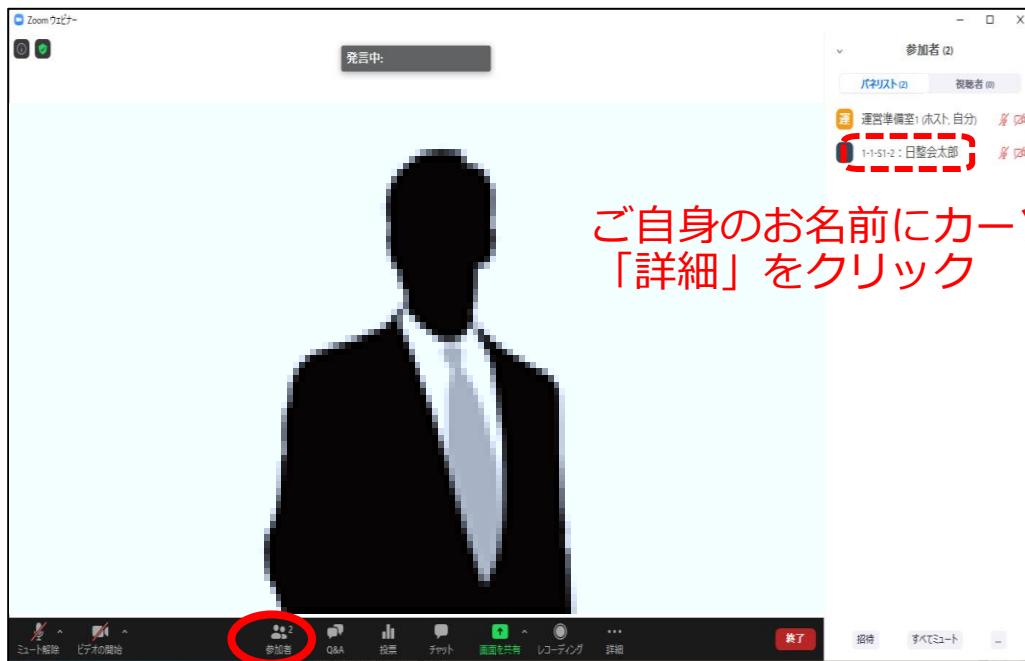 Zoom ウェビナー
発言中:
参加者 (2)
パネリスト (2) 視聴者 (0)
運 運営準備室1 (ホスト, 自分)
1-1-S1-2：日整会太郎
ご自身のお名前にカー
「詳細」をクリック
ミュート解除 ビデオの開始 2 参加者 Q&A 投票 チャット 画面を共有 レコーディング 詳細 終了
招待 すべてミュート ...